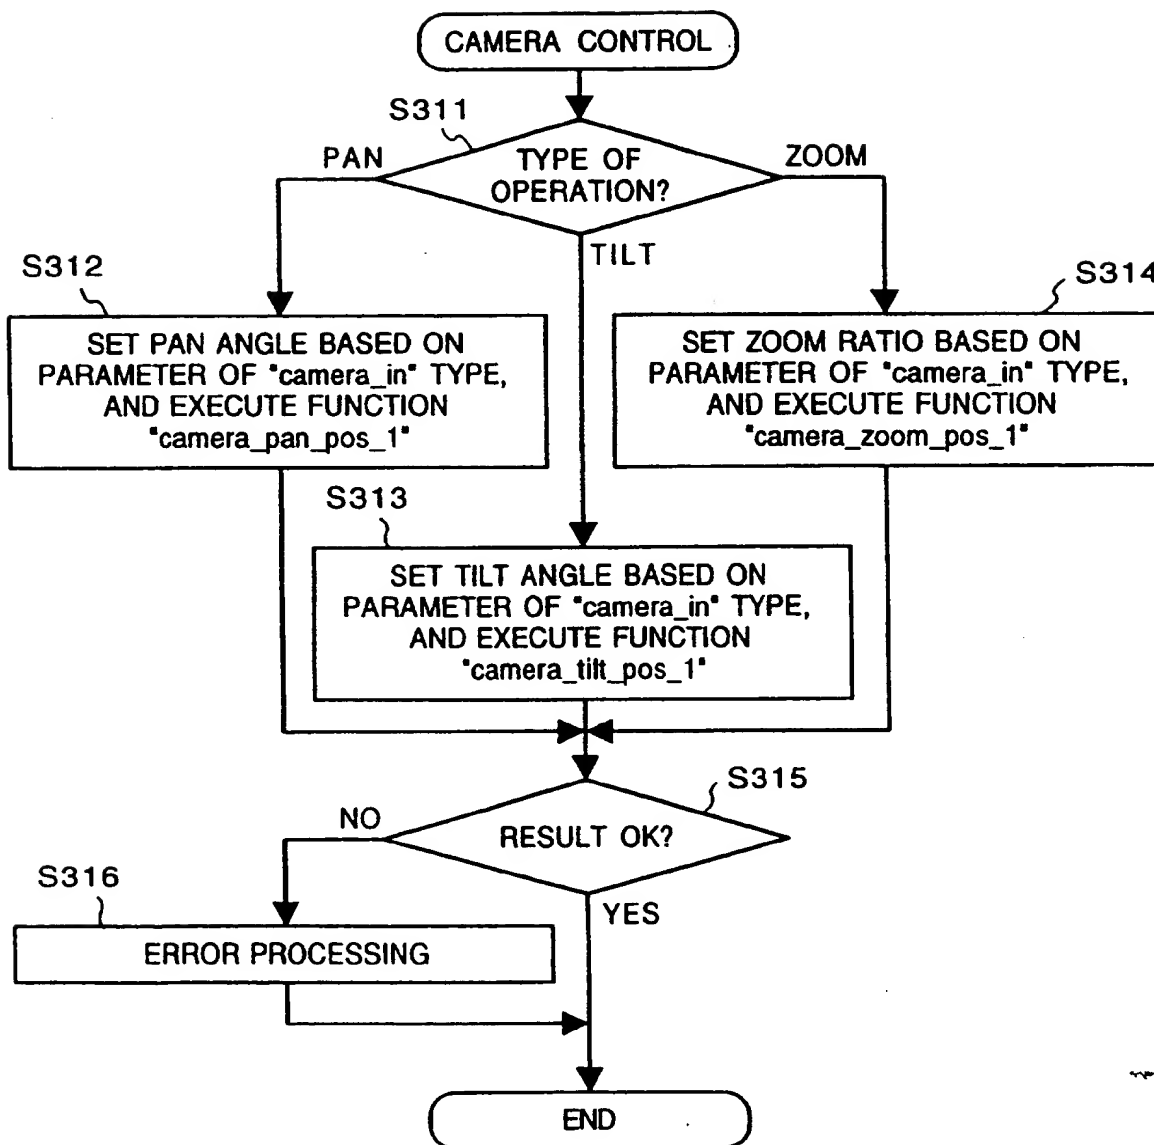 CAMERA CONTROL
S311
PAN
TYPE OF
OPERATION?
ZOOM
TILT
S312
SET PAN ANGLE BASED ON
PARAMETER OF "camera_in" TYPE,
AND EXECUTE FUNCTION
"camera_pan_pos_1"
S314
SET ZOOM RATIO BASED ON
PARAMETER OF "camera_in" TYPE,
AND EXECUTE FUNCTION
"camera_zoom_pos_1"
S313
SET TILT ANGLE BASED ON
PARAMETER OF "camera_in" TYPE,
AND EXECUTE FUNCTION
"camera_tilt_pos_1"
S315
NO
RESULT OK?
YES
S316
ERROR PROCESSING
END